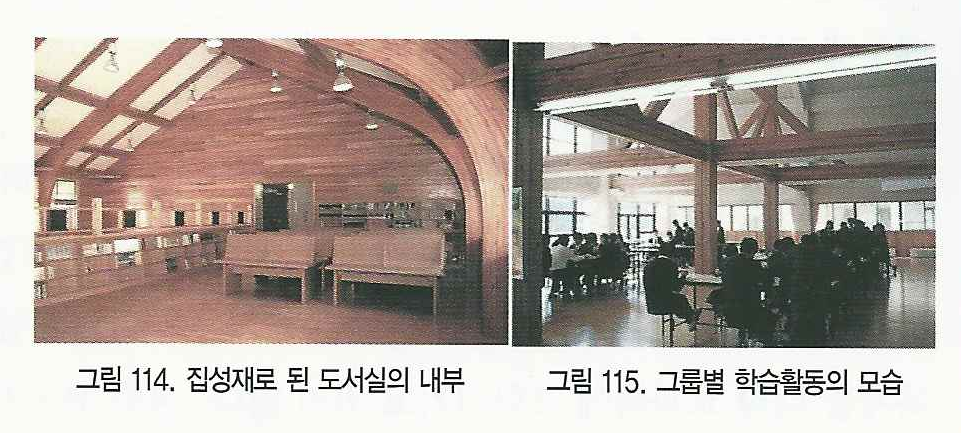 그림 114. 집성재로 된 도서실의 내부
그림 115. 그룹별 학습활동의 모습